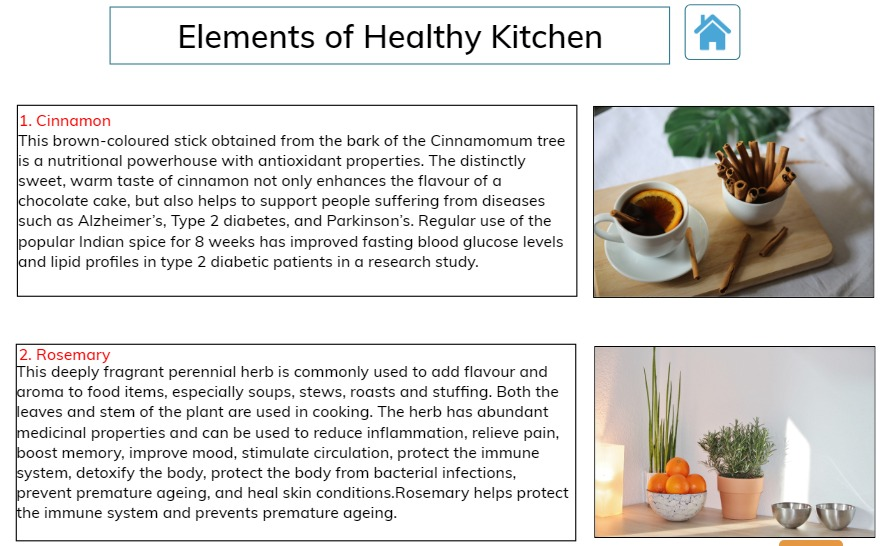 Elements of Healthy Kitchen
1. Cinnamon
This brown-coloured stick obtained from the bark of the Cinnamomum tree
is a nutritional powerhouse with antioxidant properties. The distinctly
sweet, warm taste of cinnamon not only enhances the flavour of a
chocolate cake, but also helps to support people suffering from diseases
such as Alzheimer's, Type 2 diabetes, and Parkinson's. Regular use of the
popular Indian spice for 8 weeks has improved fasting blood glucose levels
and lipid profiles in type 2 diabetic patients in a research study.
2. Rosemary
This deeply fragrant perennial herb is commonly used to add flavour and
aroma to food items, especially soups, stews, roasts and stuffing. Both the
leaves and stem of the plant are used in cooking. The herb has abundant
medicinal properties and can be used to reduce inflammation, relieve pain,
boost memory, improve mood, stimulate circulation, protect the immune
system, detoxify the body, protect the body from bacterial infections,
prevent premature ageing, and heal skin conditions.Rosemary helps protect
the immune system and prevents premature ageing.